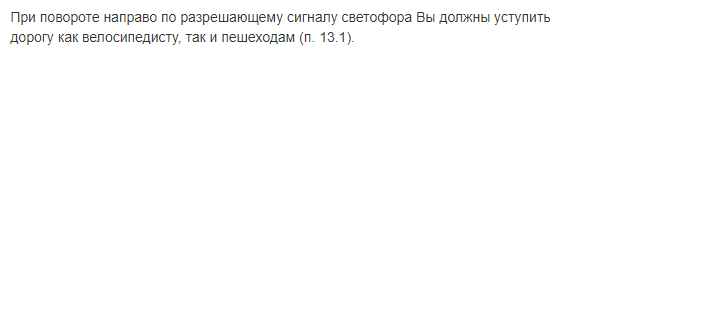 При повороте направо по разрешающему сигналу светофора Вы должны уступить
дорогу как велосипедисту, так и пешеходам (п. 13.1).